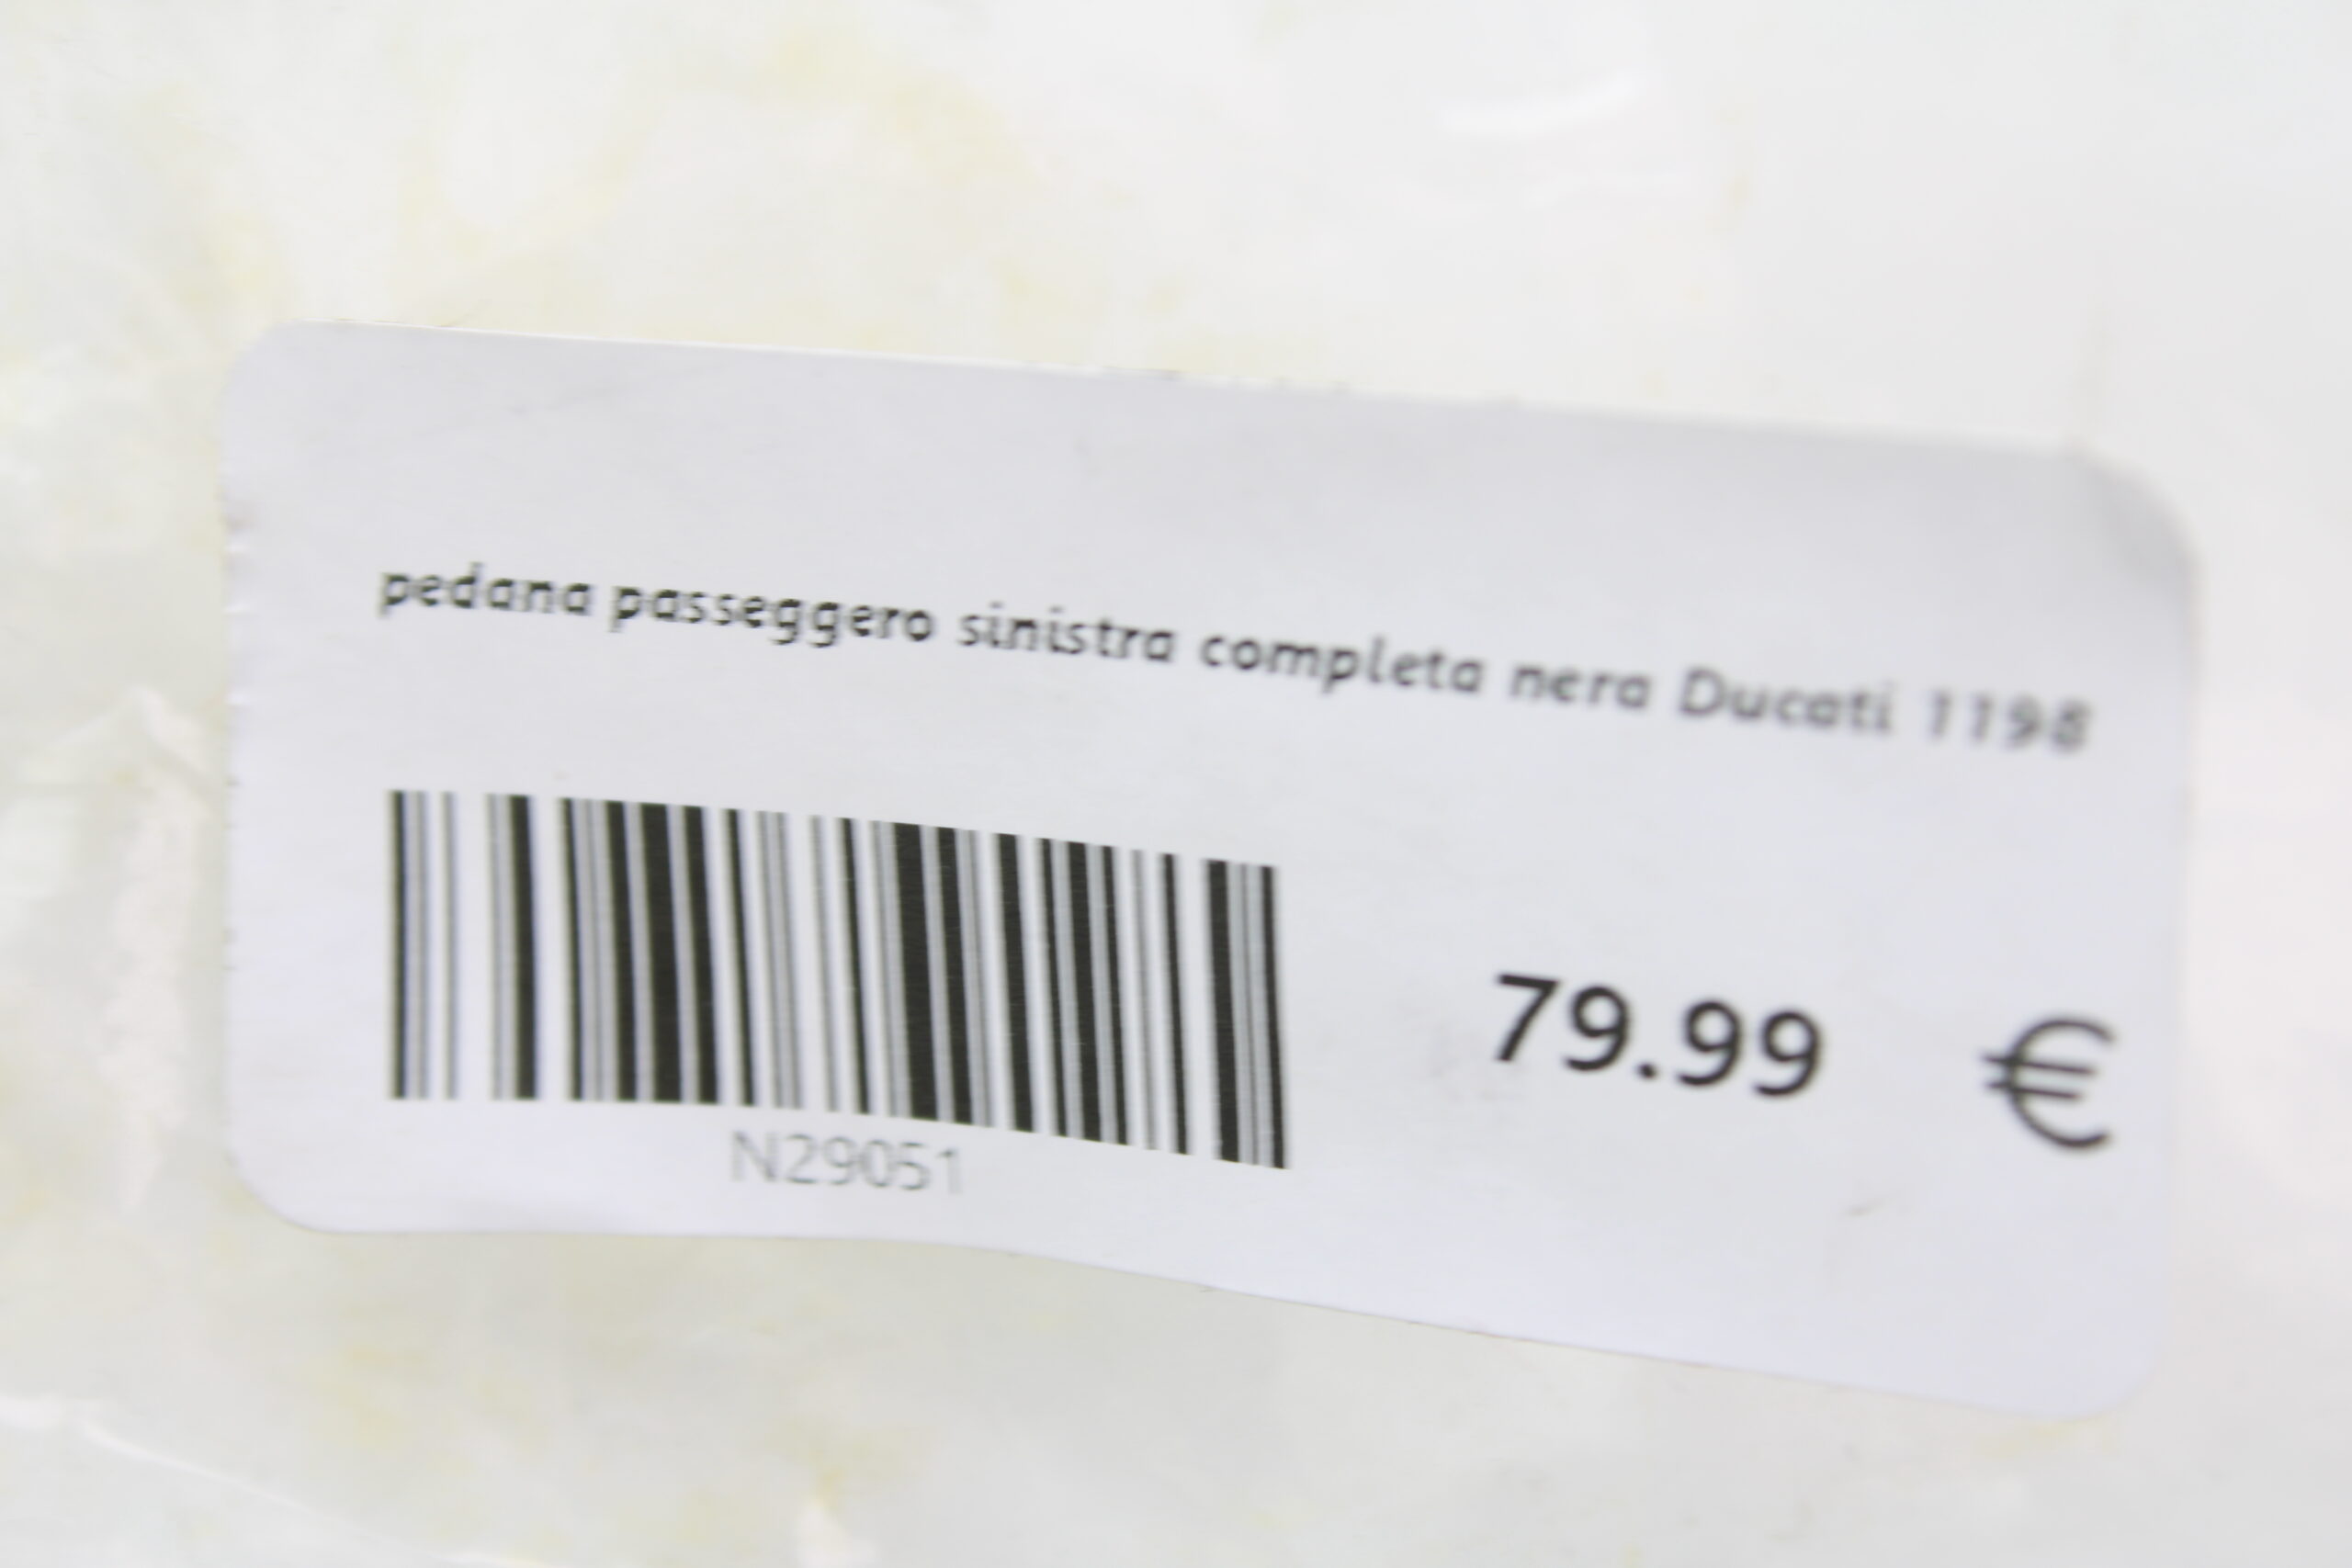 pedana passeggero sinistra completa nera Ducati 1198
79.99 €
N29051